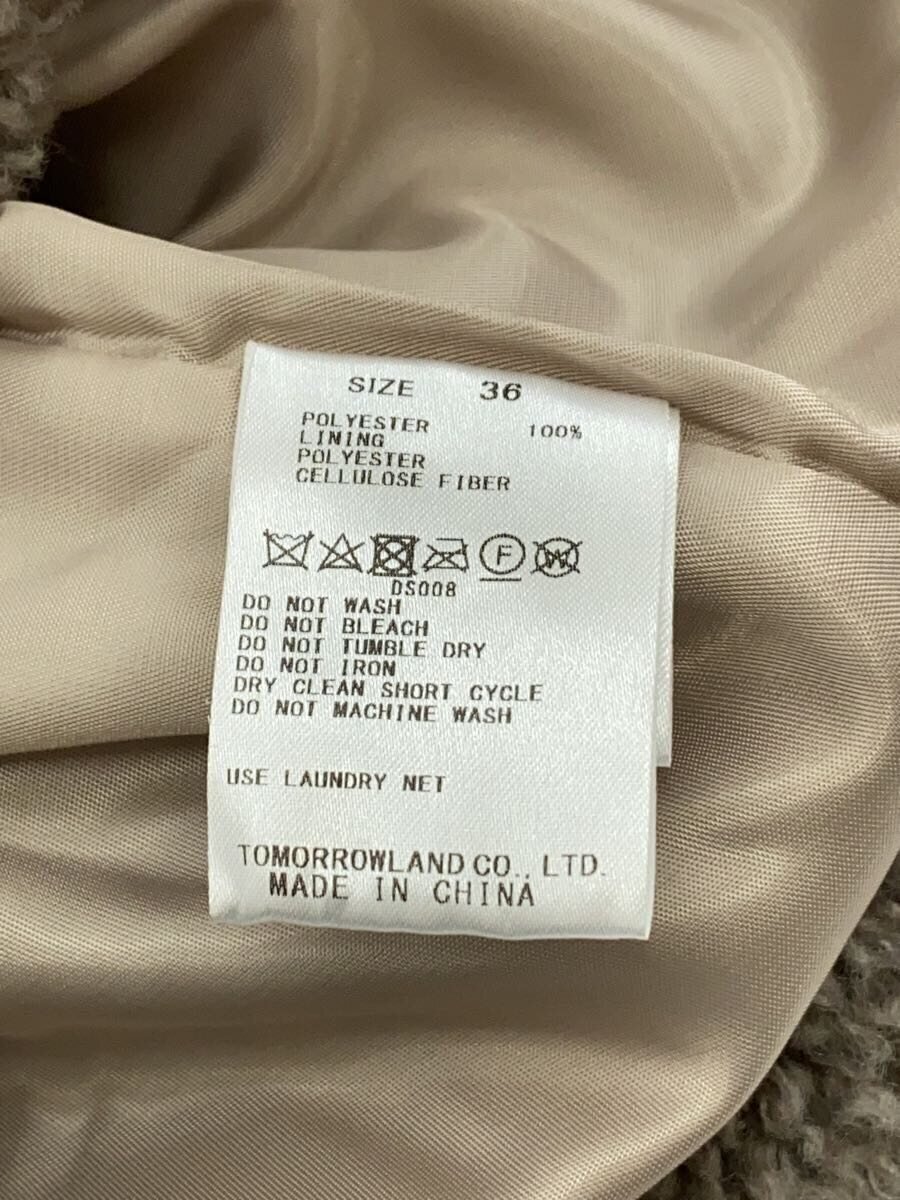 SIZE 36
POLYESTER 100%
LINING
POLYESTER
CELLULOSE FIBER
F W
DS008
DO NOT WASH
DO NOT BLEACH
DO NOT TUMBLE DRY
DO NOT IRON
DRY CLEAN SHORT CYCLE
DO NOT MACHINE WASH
USE LAUNDRY NET
TOMORROWLAND CO., LTD.
MADE IN CHINA